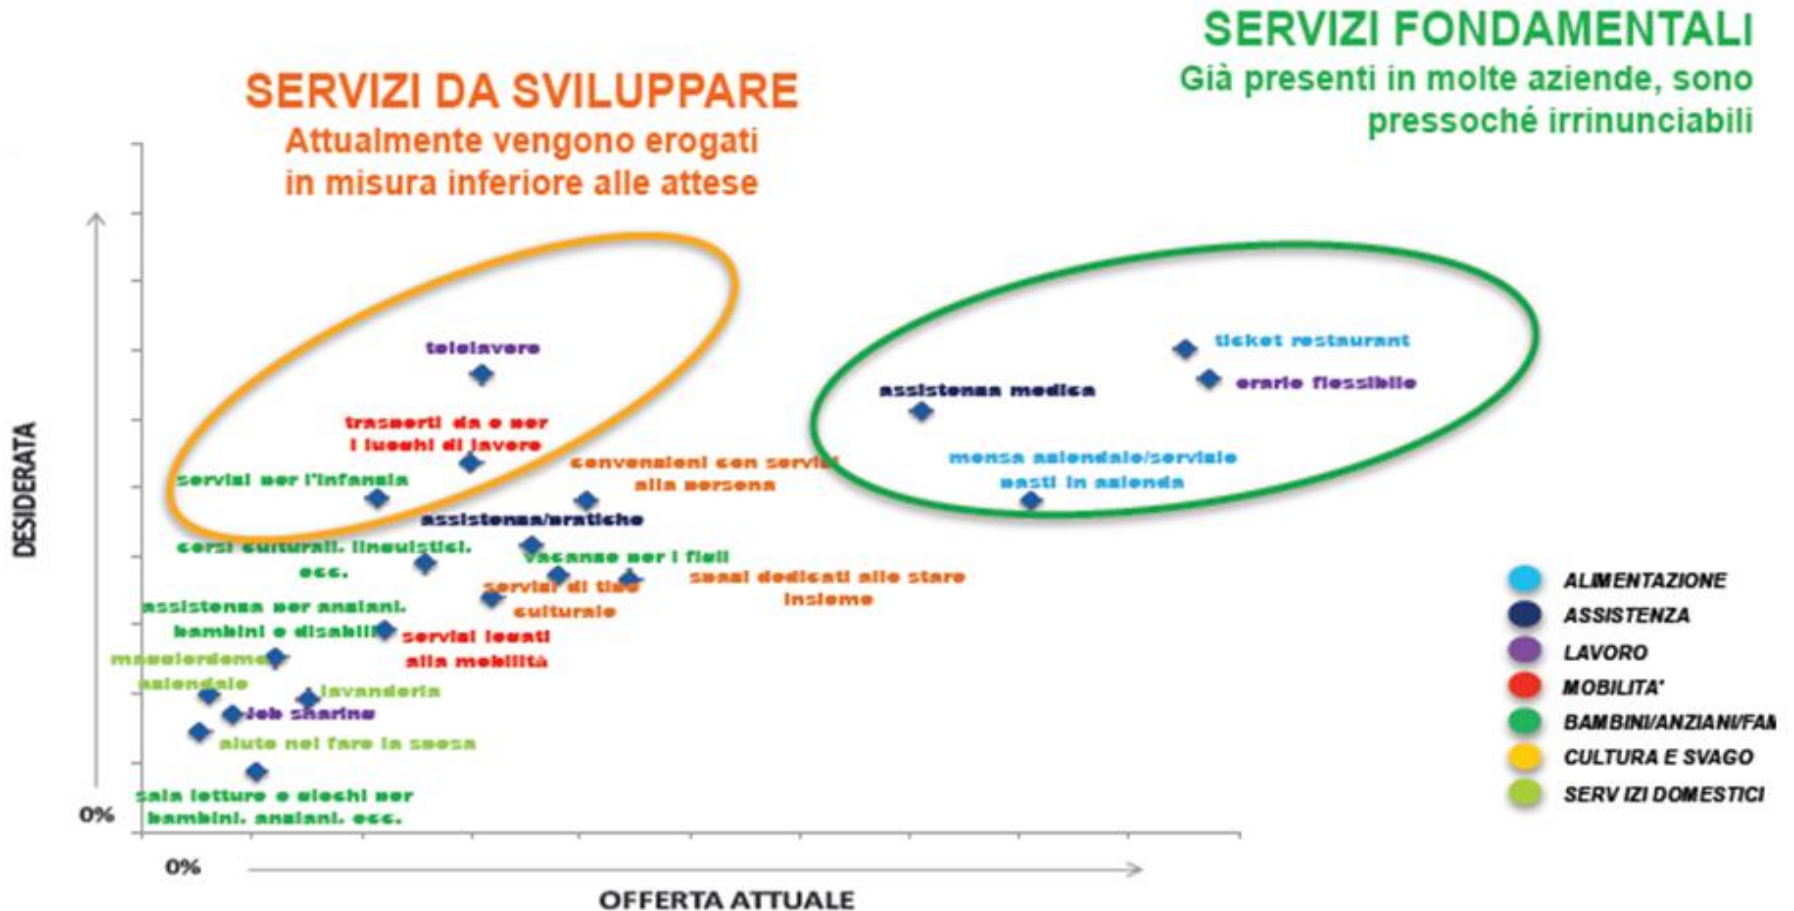 SERVIZI FONDAMENTALI
Già presenti in molte aziende, sono
pressoché irrinunciabili
SERVIZI DA SVILUPPARE
Attualmente vengono erogati
in misura inferiore alle attese
telelavoro
trasporti da e per
i luoghi di lavoro
servizi per l'infanzia
convenzioni con servizi
alla persona
assistenza/pratiche
corsi culturali, linguistici,
ecc.
vacanze per i figli
servizi di tipo
culturale
spazi dedicati allo stare
insieme
assistenza per anziani,
bambini e disabili
servizi legati
alla mobilità
maggiordomo
aziendale
lavanderia
Job sharing
aiuto nel fare la spesa
sala letture e giochi per
bambini, anziani, ecc.
ticket restaurant
orario flessibile
assistenza medica
mensa aziendale/servizio
pasti in azienda
DESIDERATA
0%
0%
OFFERTA ATTUALE
ALIMENTAZIONE
ASSISTENZA
LAVORO
MOBILITA'
BAMBINI/ANZIANI/FAM
CULTURA E SVAGO
SERV IZI DOMESTICI